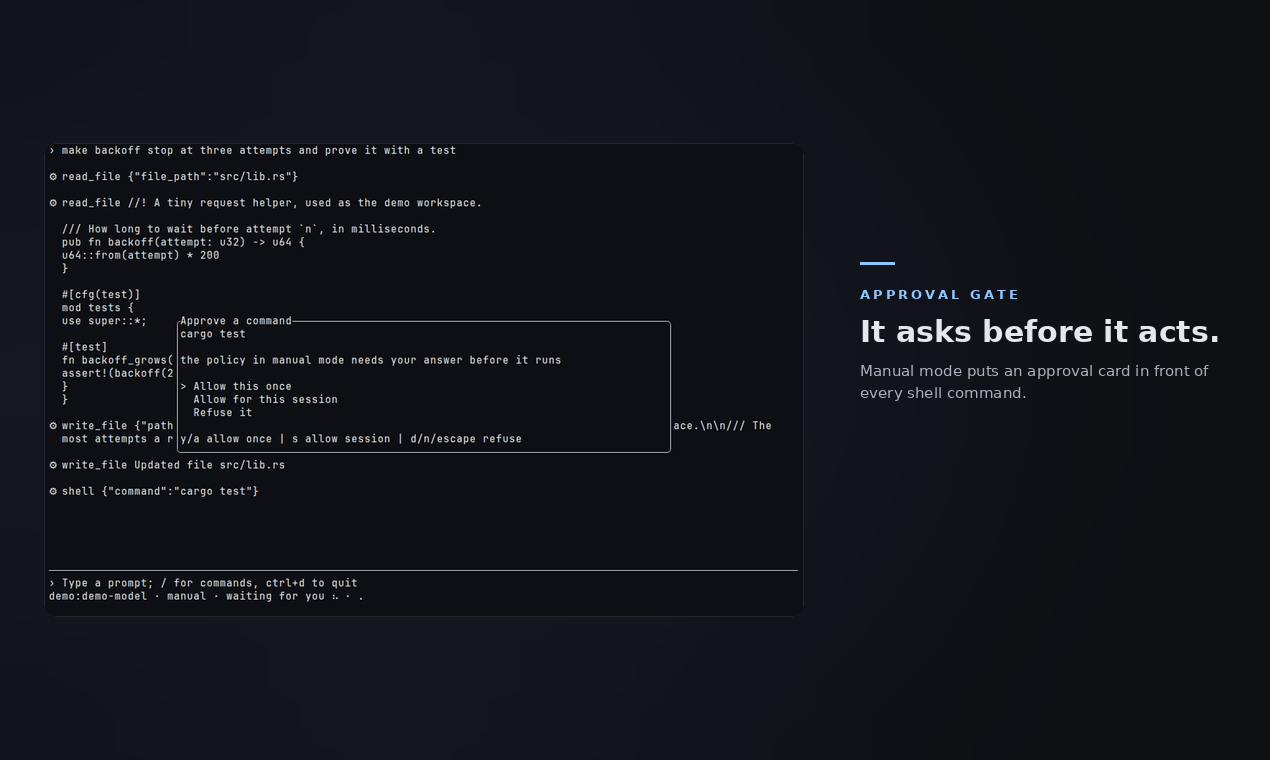 › make backoff stop at three attempts and prove it with a test
⚙ read_file {"file_path":"src/lib.rs"}
⚙ read_file //! A tiny request helper, used as the demo workspace.
/// How long to wait before attempt `n`, in milliseconds.
pub fn backoff(attempt: u32) -> u64 {
u64::from(attempt) * 200
}
#[cfg(test)]
mod tests {
use super::*;
#[test]
fn backoff_grows(
assert!(backoff(2
}
}
⚙ write_file {"path
ace.\n\n/// The
most attempts a r
Approve a command
cargo test
the policy in manual mode needs your answer before it runs
> Allow this once
Allow for this session
Refuse it
y/a allow once | s allow session | d/n/escape refuse
⚙ write_file Updated file src/lib.rs
⚙ shell {"command":"cargo test"}
› Type a prompt; / for commands, ctrl+d to quit
demo:demo-model · manual · waiting for you ⠦ · .
APPROVAL GATE
It asks before it acts.
Manual mode puts an approval card in front of
every shell command.